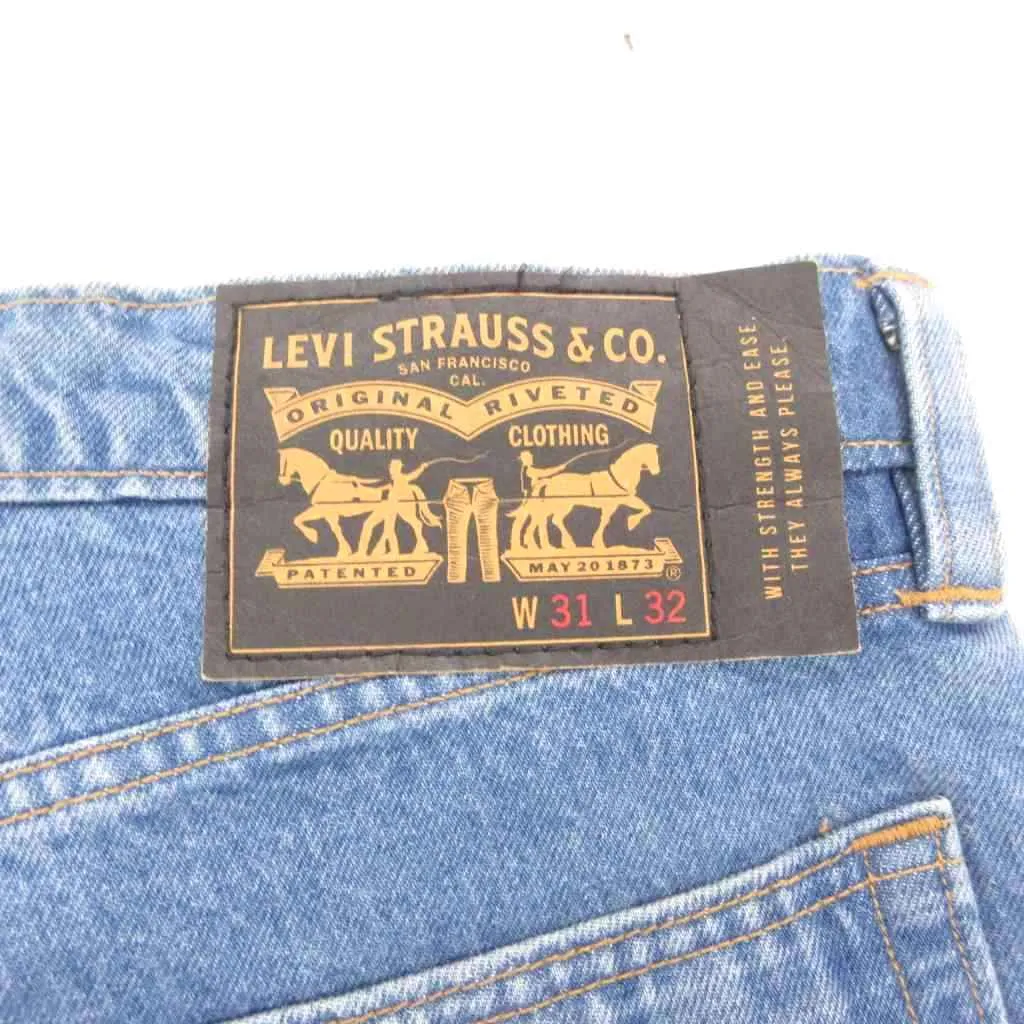 LEVI STRAUSS & CO.
SAN FRANCISCO
CAL.
ORIGINAL RIVETED
QUALITY CLOTHING
PATENTED
MAY 20 1873 ®
W 31 L 32
WITH STRENGTH AND EASE,
THEY ALWAYS PLEASE.